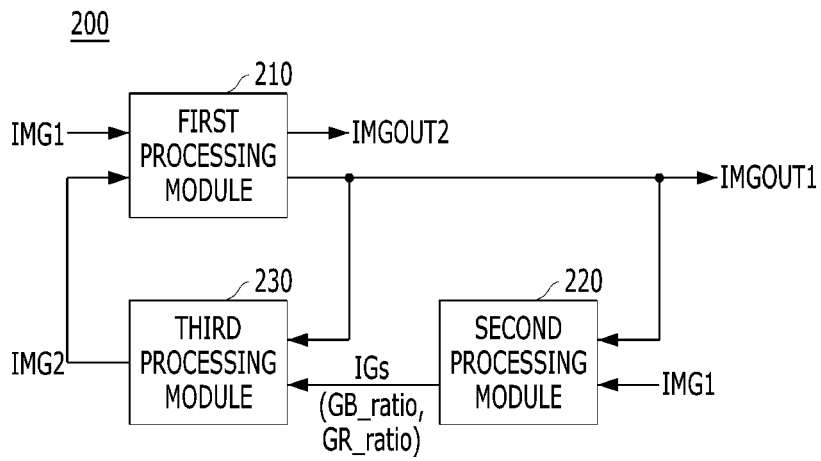 200
210
IMG1
FIRST
PROCESSING
MODULE
IMGOUT2
IMGOUT1
230
220
IMG2
THIRD
PROCESSING
MODULE
IGs
(GB_ratio,
GR_ratio)
SECOND
PROCESSING
MODULE
IMG1